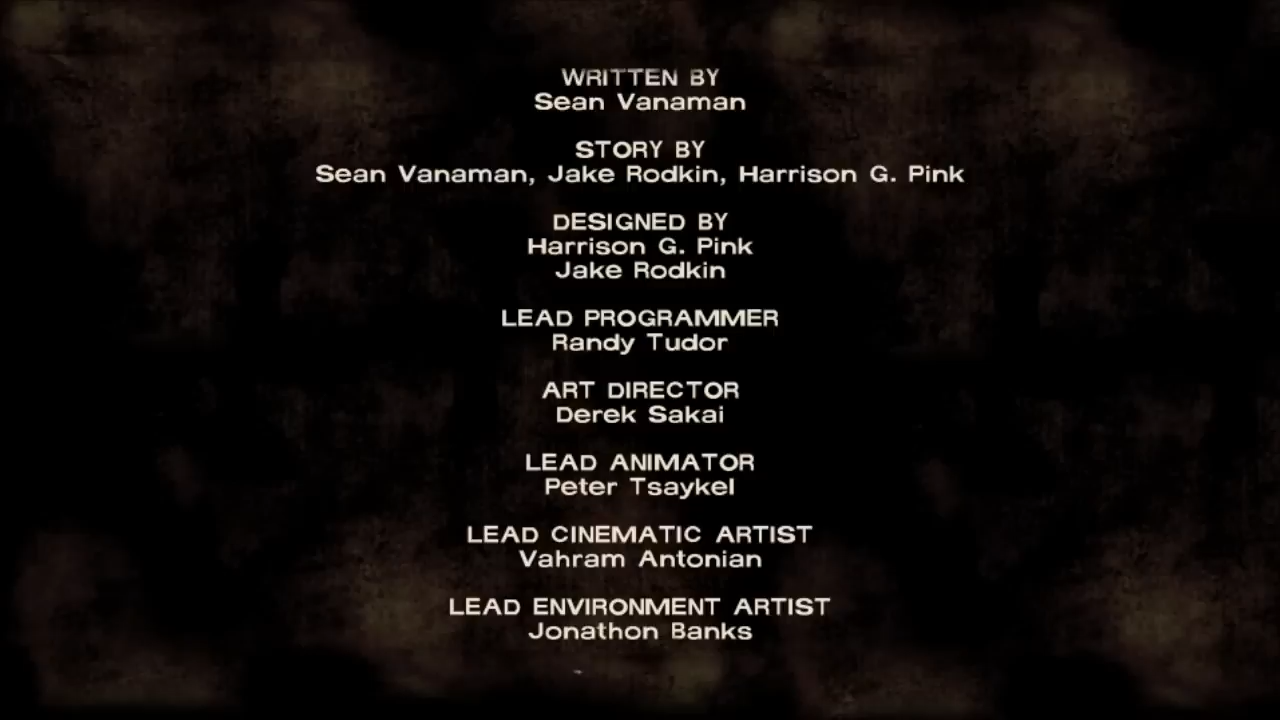 WRITTEN BY
Sean Vanaman
STORY BY
Sean Vanaman, Jake Rodkin, Harrison G. Pink
DESIGNED BY
Harrison G. Pink
Jake Rodkin
LEAD PROGRAMMER
Randy Tudor
ART DIRECTOR
Derek Sakai
LEAD ANIMATOR
Peter Tsaykel
LEAD CINEMATIC ARTIST
Vahram Antonian
LEAD ENVIRONMENT ARTIST
Jonathon Banks